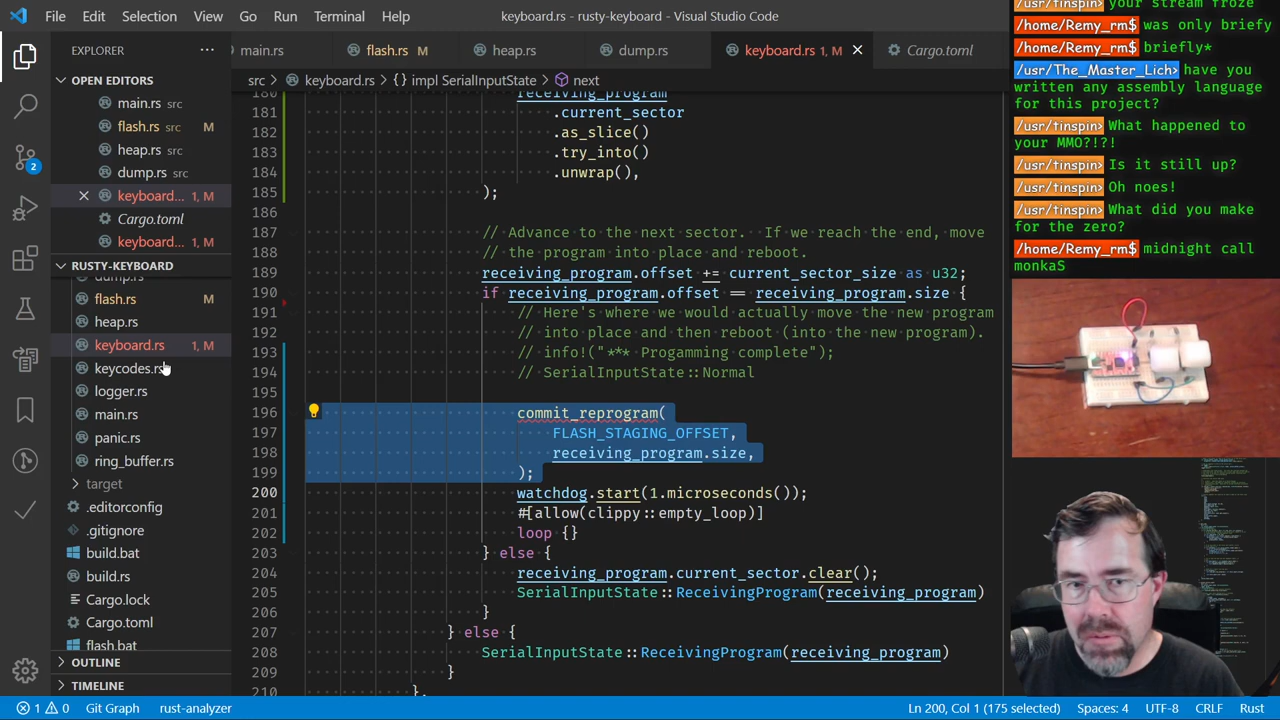 File Edit Selection View Go Run Terminal Help keyboard.rs - rusty-keyboard - Visual Studio Code
EXPLORER
OPEN EDITORS
main.rs src
flash.rs src M
heap.rs src
dump.rs src
keyboard... 1, M
Cargo.toml
keyboard... 1, M
RUSTY-KEYBOARD
dump.rs
flash.rs M
heap.rs
keyboard.rs 1, M
keycodes.rs
logger.rs
main.rs
panic.rs
ring_buffer.rs
target
.editorconfig
.gitignore
build.bat
build.rs
Cargo.lock
Cargo.toml
flash.bat
OUTLINE
TIMELINE
2
main.rs flash.rs M heap.rs dump.rs keyboard.rs 1, M Cargo.toml
src > keyboard.rs > {} impl SerialInputState > next
180 receiving_program
181 .current_sector
182 .as_slice()
183 .try_into()
184 .unwrap(),
185 );
186
187 // Advance to the next sector. If we reach the end, move
188 // the program into place and reboot.
189 receiving_program.offset += current_sector_size as u32;
190 if receiving_program.offset == receiving_program.size {
191 // Here's where we would actually move the new program
192 // into place and then reboot (into the new program).
193 // info!("*** Progamming complete");
194 // SerialInputState::Normal
195
196 commit_reprogram(
197 FLASH_STAGING_OFFSET,
198 receiving_program.size,
199 );
200 watchdog.start(1.microseconds());
201 #[allow(clippy::empty_loop)]
202 loop {}
203 } else {
204 receiving_program.current_sector.clear();
205 SerialInputState::ReceivingProgram(receiving_program)
206 }
207 } else {
208 SerialInputState::ReceivingProgram(receiving_program)
209 }
210 },
your stream froze
/home/Remy_rm$ was only briefy
/home/Remy_rm$ briefly*
/usr/The_Master_Lich> have you
written any assembly language
for this project?
/usr/tinspin> What happened to
your MMO?!?!
/usr/tinspin> Is it still up?
/usr/tinspin> Oh noes!
/usr/tinspin> What did you make
for the zero?
/home/Remy_rm$ midnight call
monkaS
1 0 Git Graph rust-analyzer Ln 200, Col 1 (175 selected) Spaces: 4 UTF-8 CRLF Rust